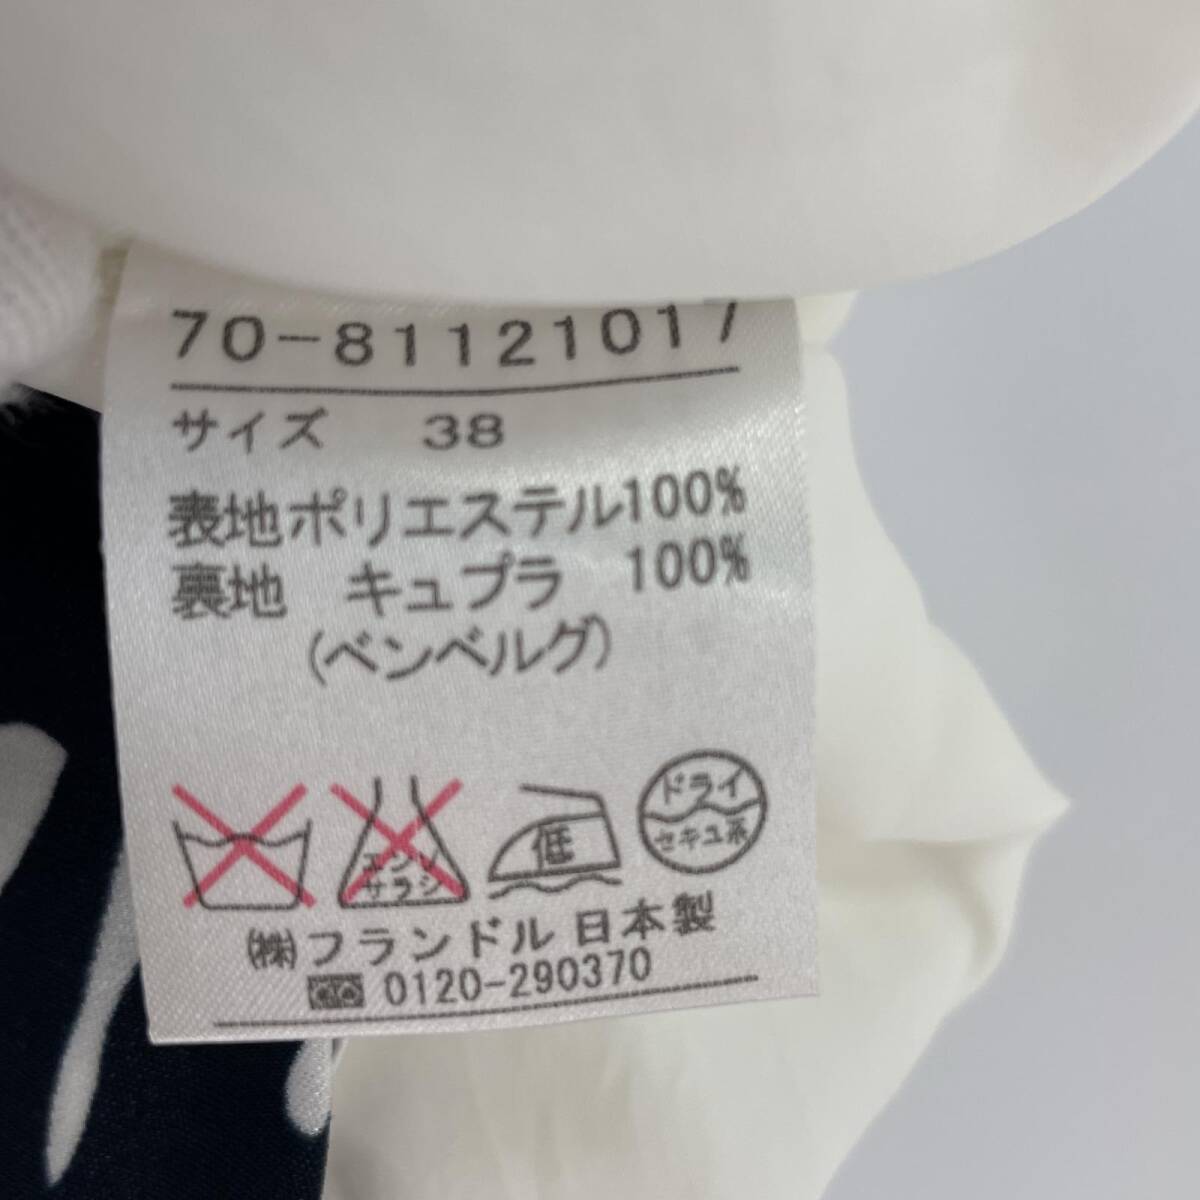 70-81121017
サイズ 38
表地ポリエステル100%
裏地 キュプラ 100%
(ベンベルグ)
エンソ
サラシ
低
ドライ
セキユ系
㈱フランドル 日本製
0120-290370